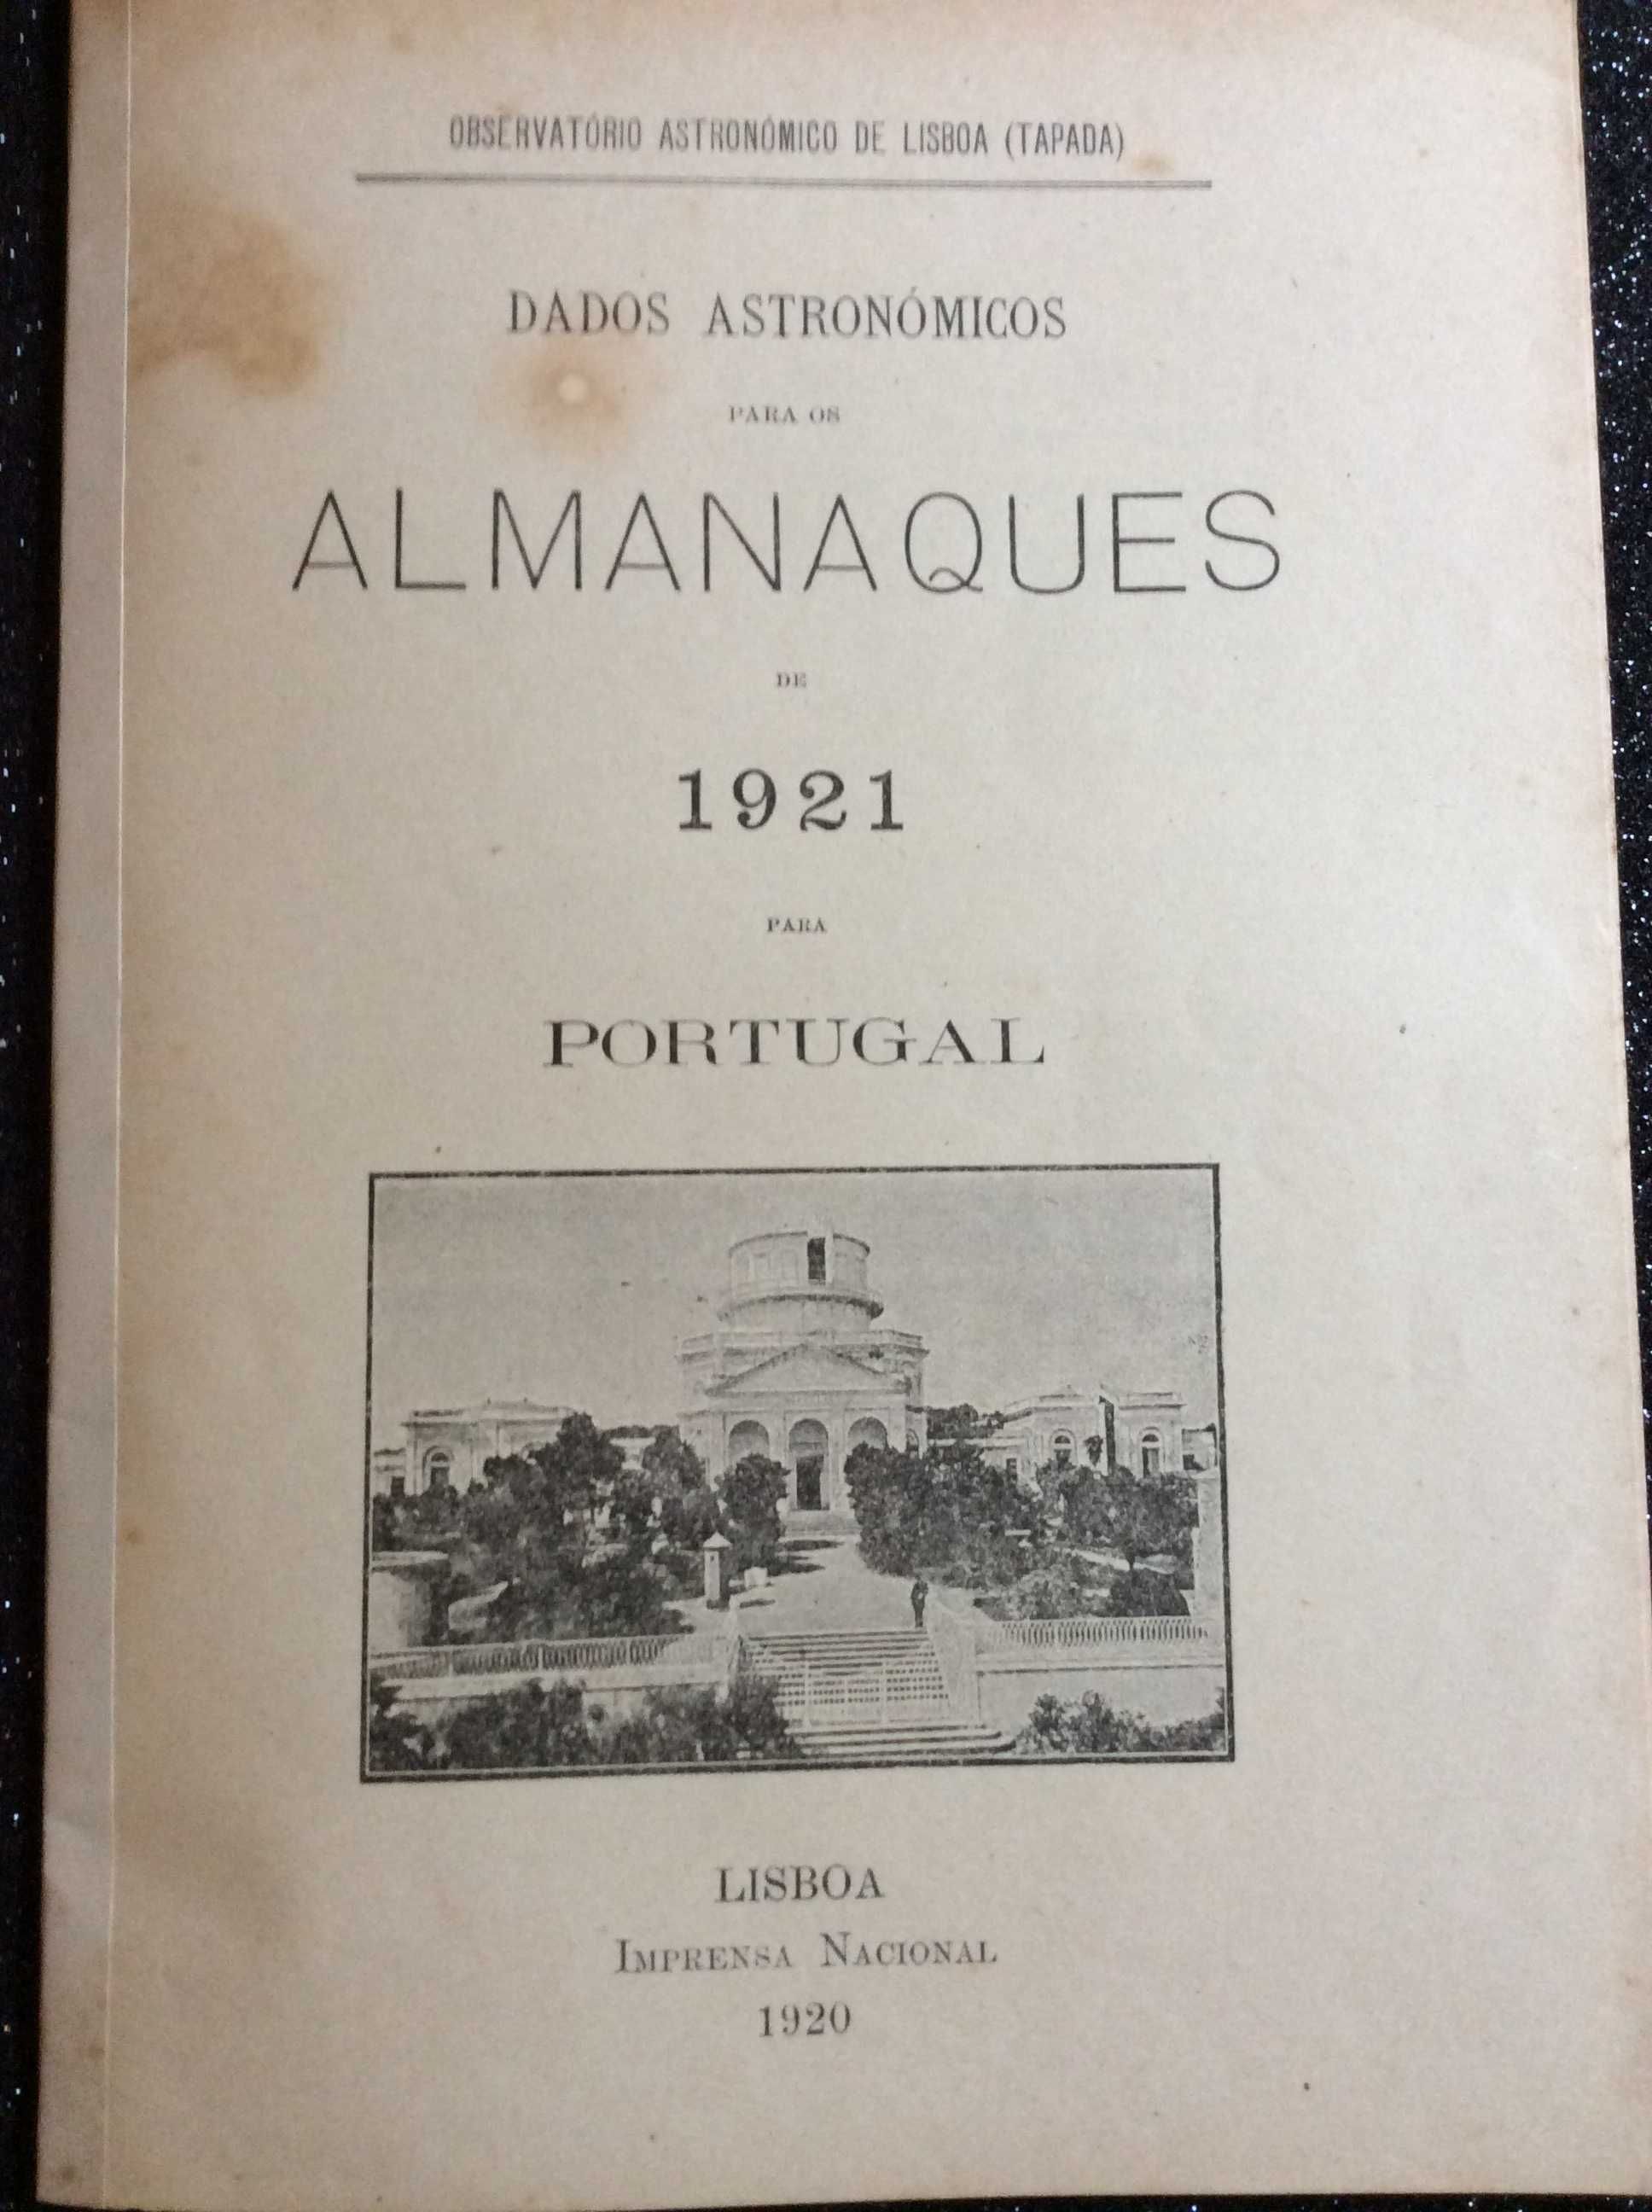 OBSERVATÓRIO ASTRONÓMICO DE LISBOA (TAPADA)
DADOS ASTRONÓMICOS
PARA OS
ALMANAQUES
DE
1921
PARA
PORTUGAL
LISBOA
IMPRENSA NACIONAL
1920